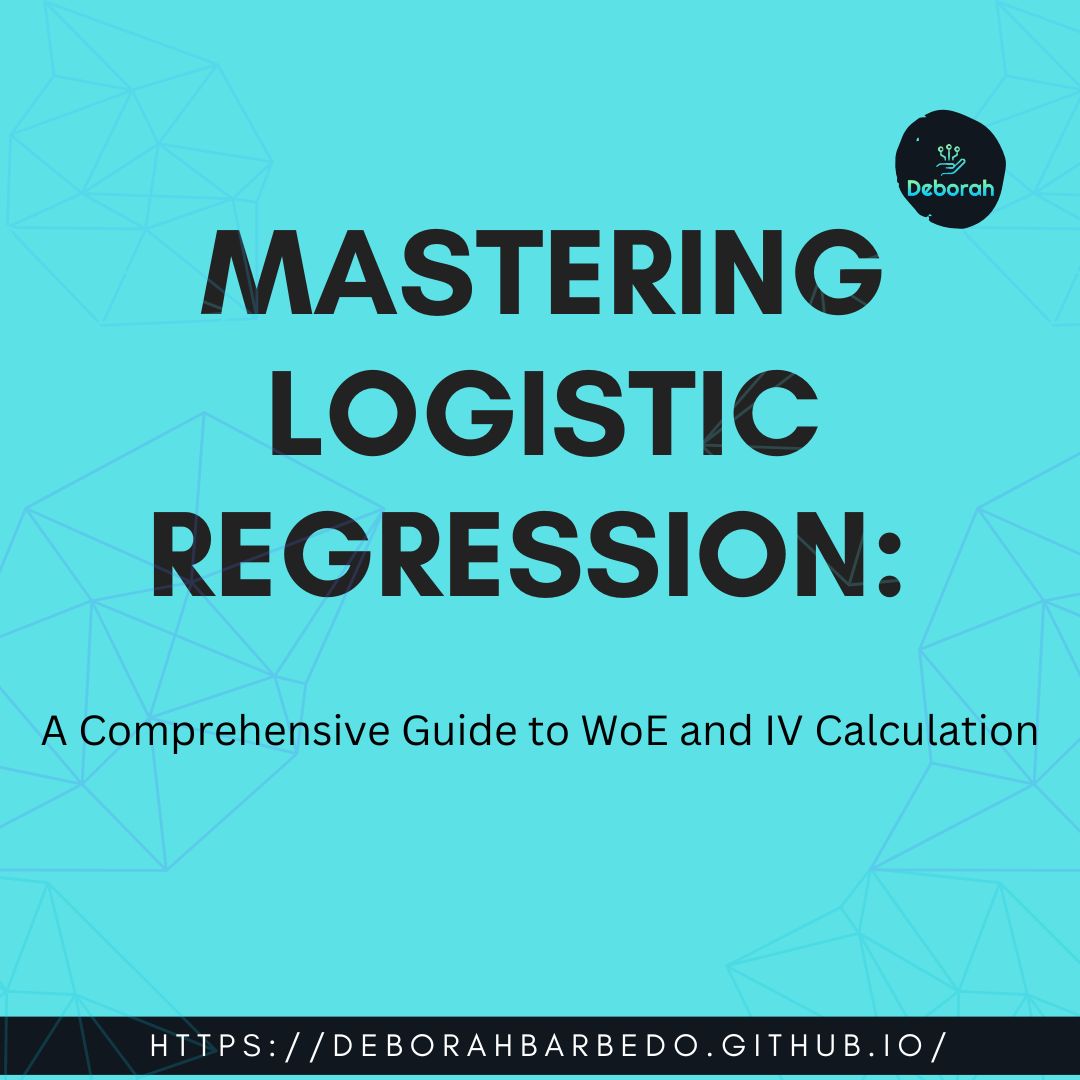 Deborah
MASTERING
LOGISTIC
REGRESSION:
A Comprehensive Guide to WoE and IV Calculation
HTTPS://DEBORAHBARBEDO.GITHUB.IO/